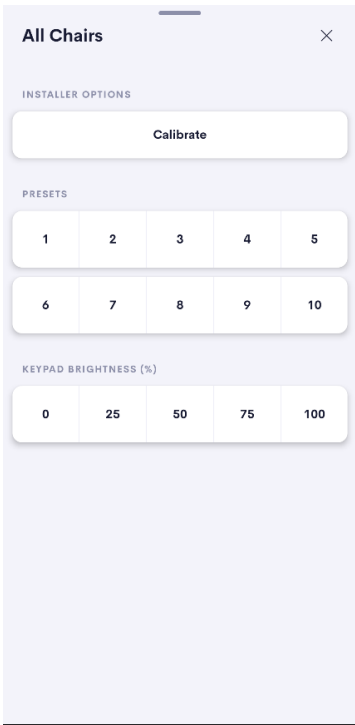 All Chairs
INSTALLER OPTIONS
Calibrate
PRESETS
1 2 3 4 5
6 7 8 9 10
KEYPAD BRIGHTNESS (%)
0 25 50 75 100